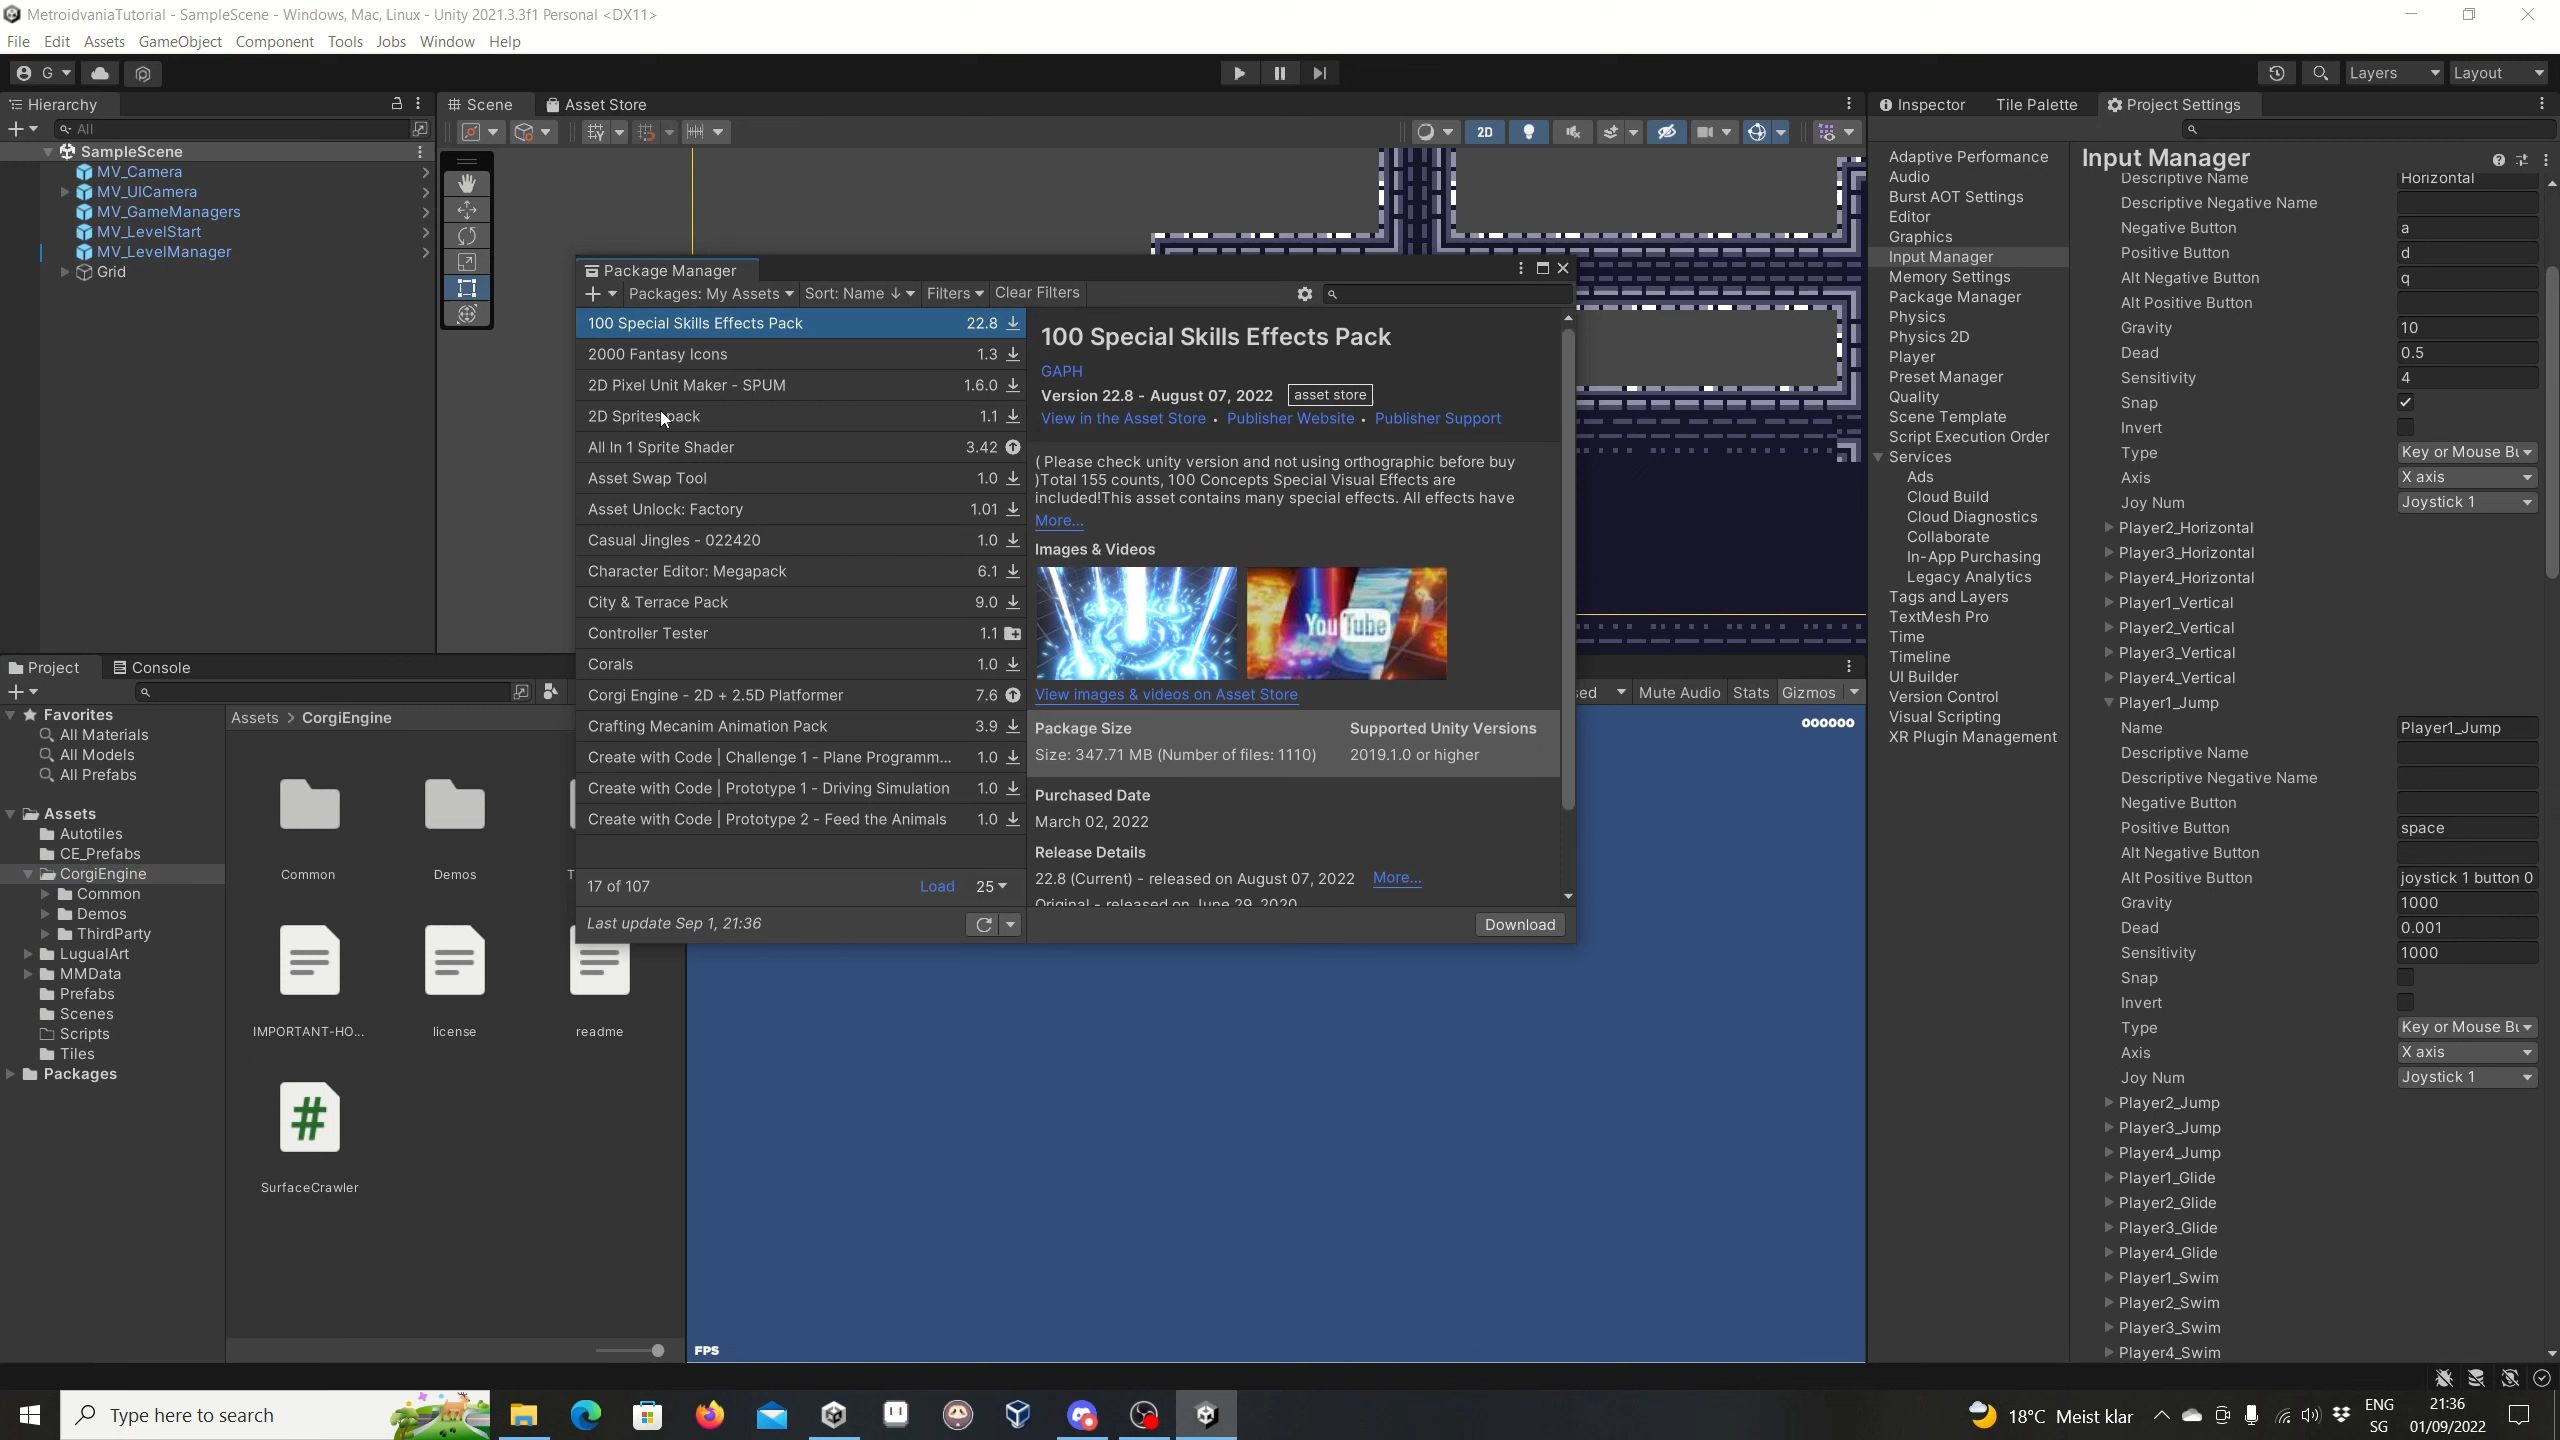 MetroidvaniaTutorial - SampleScene - Windows, Mac, Linux - Unity 2021.3.3f1 Personal <DX11>
File Edit Assets GameObject Component Tools Jobs Window Help
G Layers Layout
Hierarchy
All
SampleScene
MV_Camera
MV_UICamera
MV_GameManagers
MV_LevelStart
MV_LevelManager
Grid
Scene Asset Store
2D
Package Manager
Packages: My Assets Sort: Name ↓ Filters Clear Filters
100 Special Skills Effects Pack 22.8
2000 Fantasy Icons 1.3
2D Pixel Unit Maker - SPUM 1.6.0
2D Sprites pack 1.1
All In 1 Sprite Shader 3.42
Asset Swap Tool 1.0
Asset Unlock: Factory 1.01
Casual Jingles - 022420 1.0
Character Editor: Megapack 6.1
City & Terrace Pack 9.0
Controller Tester 1.1
Corals 1.0
Corgi Engine - 2D + 2.5D Platformer 7.6
Crafting Mecanim Animation Pack 3.9
Create with Code | Challenge 1 - Plane Programm... 1.0
Create with Code | Prototype 1 - Driving Simulation 1.0
Create with Code | Prototype 2 - Feed the Animals 1.0
17 of 107 Load 25
Last update Sep 1, 21:36
100 Special Skills Effects Pack
GAPH
Version 22.8 - August 07, 2022 asset store
View in the Asset Store • Publisher Website • Publisher Support
( Please check unity version and not using orthographic before buy
)Total 155 counts, 100 Concepts Special Visual Effects are
included!This asset contains many special effects. All effects have
More...
Images & Videos
YouTube
View images & videos on Asset Store
Package Size Supported Unity Versions
Size: 347.71 MB (Number of files: 1110) 2019.1.0 or higher
Purchased Date
March 02, 2022
Release Details
22.8 (Current) - released on August 07, 2022 More...
Original - released on June 29, 2020
Download
Project Console
Favorites
All Materials
All Models
All Prefabs
Assets
Autotiles
CE_Prefabs
CorgiEngine
Common
Demos
ThirdParty
LugualArt
MMData
Prefabs
Scenes
Scripts
Tiles
Packages
Assets > CorgiEngine
Common Demos T
IMPORTANT-HO... license readme
SurfaceCrawler
sed Mute Audio Stats Gizmos
000000
FPS
Inspector Tile Palette Project Settings
Adaptive Performance
Audio
Burst AOT Settings
Editor
Graphics
Input Manager
Memory Settings
Package Manager
Physics
Physics 2D
Player
Preset Manager
Quality
Scene Template
Script Execution Order
Services
Ads
Cloud Build
Cloud Diagnostics
Collaborate
In-App Purchasing
Legacy Analytics
Tags and Layers
TextMesh Pro
Time
Timeline
UI Builder
Version Control
Visual Scripting
XR Plugin Management
Input Manager
Descriptive Name Horizontal
Descriptive Negative Name
Negative Button a
Positive Button d
Alt Negative Button q
Alt Positive Button
Gravity 10
Dead 0.5
Sensitivity 4
Snap
Invert
Type Key or Mouse Bu
Axis X axis
Joy Num Joystick 1
Player2_Horizontal
Player3_Horizontal
Player4_Horizontal
Player1_Vertical
Player2_Vertical
Player3_Vertical
Player4_Vertical
Player1_Jump
Name Player1_Jump
Descriptive Name
Descriptive Negative Name
Negative Button
Positive Button space
Alt Negative Button
Alt Positive Button joystick 1 button 0
Gravity 1000
Dead 0.001
Sensitivity 1000
Snap
Invert
Type Key or Mouse Bu
Axis X axis
Joy Num Joystick 1
Player2_Jump
Player3_Jump
Player4_Jump
Player1_Glide
Player2_Glide
Player3_Glide
Player4_Glide
Player1_Swim
Player2_Swim
Player3_Swim
Player4_Swim
Type here to search
18°C Meist klar
ENG
SG
21:36
01/09/2022